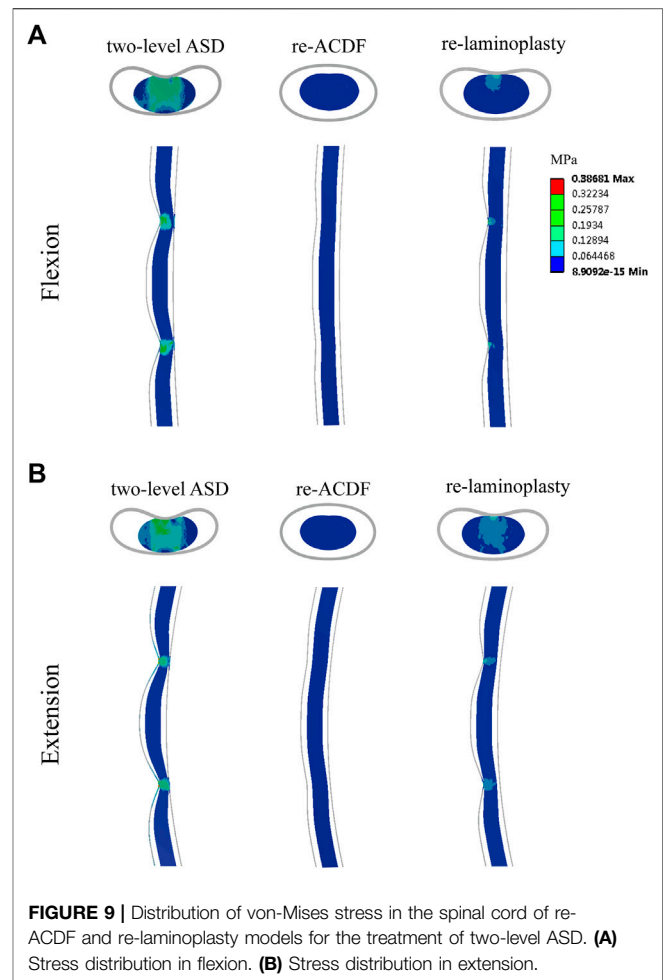 A
two-level ASD re-ACDF re-laminoplasty
MPa
0.38681 Max
0.32234
0.25787
0.1934
0.12894
0.064468
8.9092e-15 Min
Flexion
B
two-level ASD re-ACDF re-laminoplasty
Extension
FIGURE 9 | Distribution of von-Mises stress in the spinal cord of re-
ACDF and re-laminoplasty models for the treatment of two-level ASD. (A)
Stress distribution in flexion. (B) Stress distribution in extension.